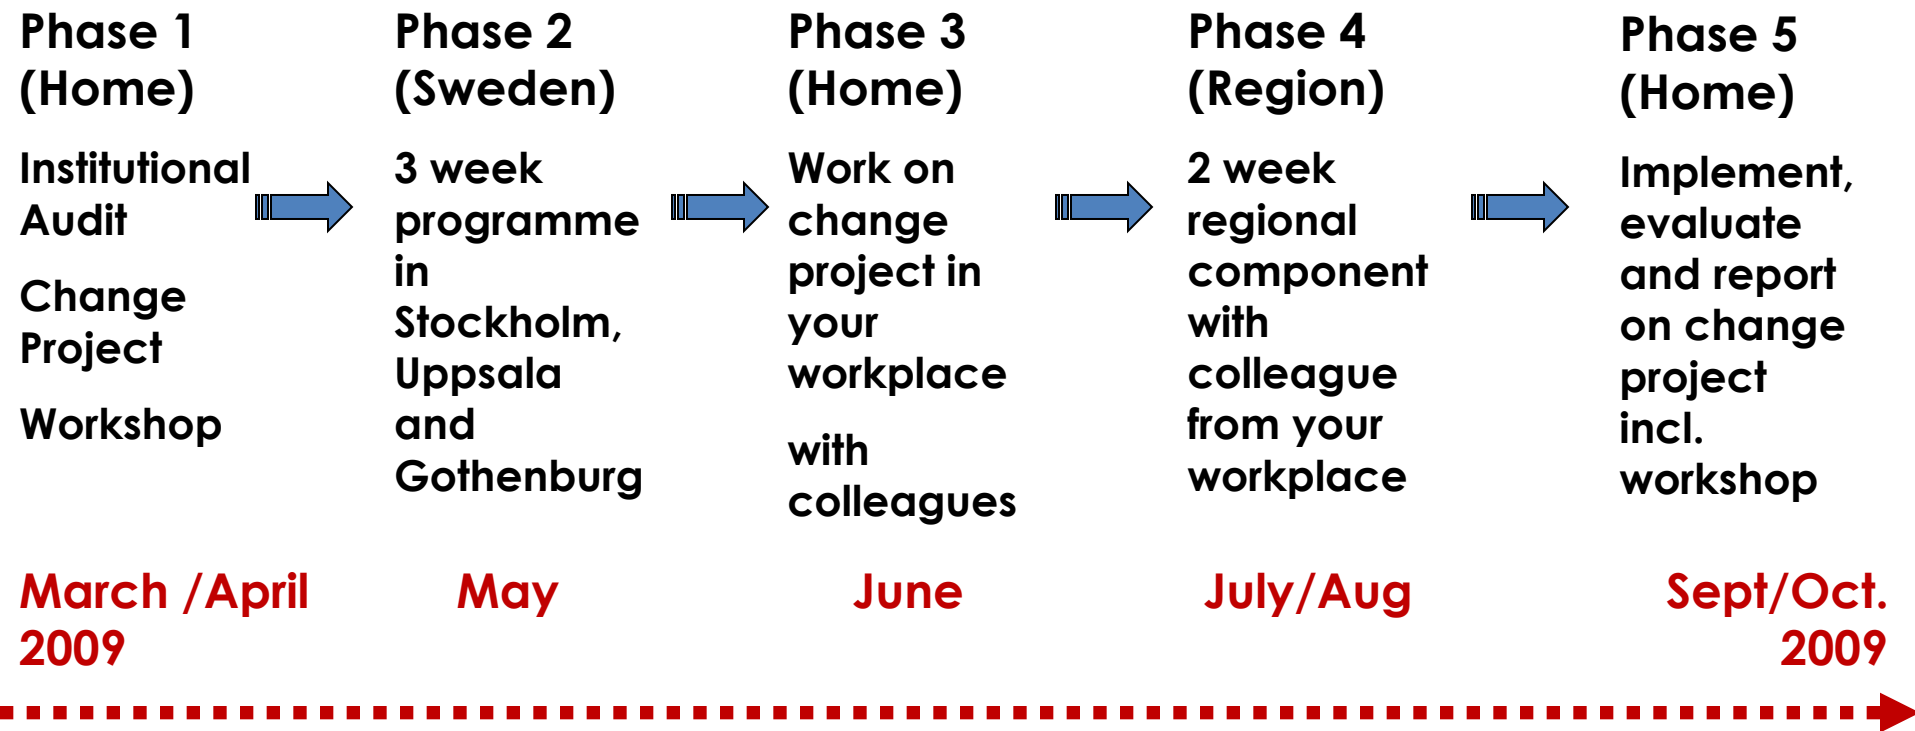 Phase 1
(Home)
Institutional
Audit
Change
Project
Workshop
March /April
2009
Phase 2
(Sweden)
3 week
programme
in
Stockholm,
Uppsala
and
Gothenburg
May
Phase 3
(Home)
Work on
change
project in
your
workplace
with
colleagues
June
Phase 4
(Region)
2 week
regional
component
with
colleague
from your
workplace
July/Aug
Phase 5
(Home)
Implement,
evaluate
and report
on change
project
incl.
workshop
Sept/Oct.
2009